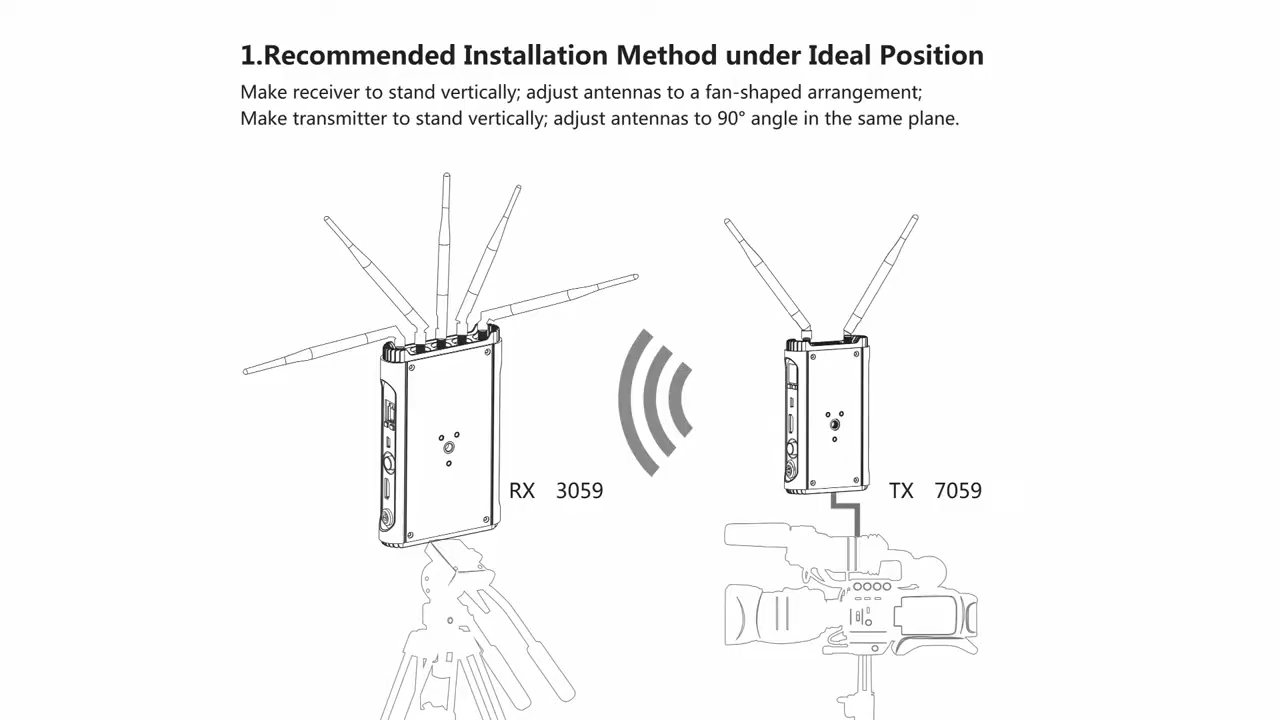 1.Recommended Installation Method under Ideal Position
Make receiver to stand vertically; adjust antennas to a fan-shaped arrangement;
Make transmitter to stand vertically; adjust antennas to 90° angle in the same plane.
RX 3059
TX 7059